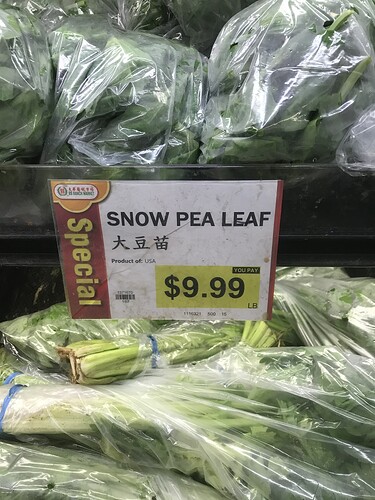 SNOW PEA LEAF
大豆苗
Product of: USA
Special
YOU PAY
$9.99
LB